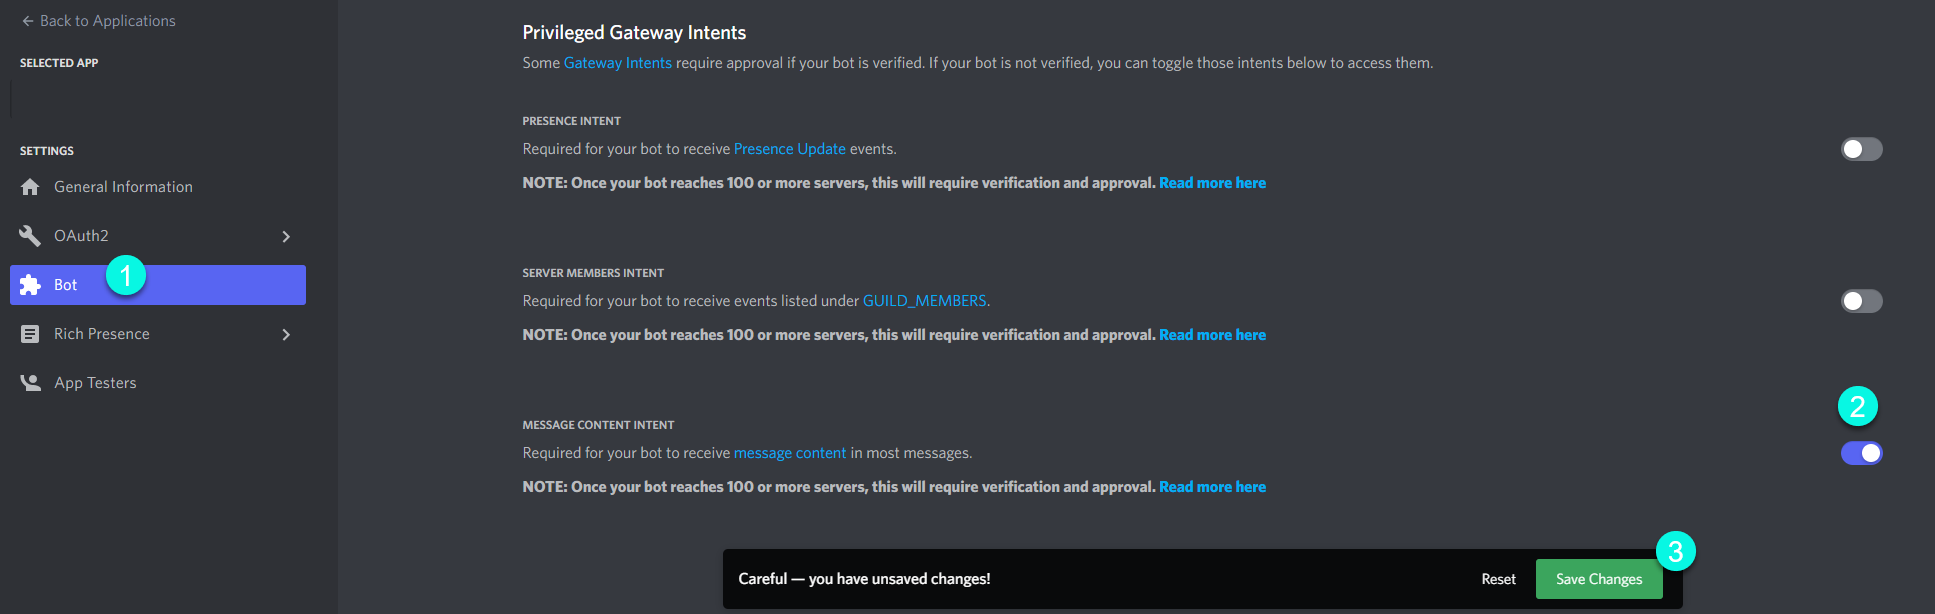 Back to Applications
SELECTED APP
SETTINGS
General Information
OAuth2
Bot
1
Rich Presence
App Testers
Privileged Gateway Intents
Some Gateway Intents require approval if your bot is verified. If your bot is not verified, you can toggle those intents below to access them.
PRESENCE INTENT
Required for your bot to receive Presence Update events.
NOTE: Once your bot reaches 100 or more servers, this will require verification and approval. Read more here
SERVER MEMBERS INTENT
Required for your bot to receive events listed under GUILD_MEMBERS.
NOTE: Once your bot reaches 100 or more servers, this will require verification and approval. Read more here
MESSAGE CONTENT INTENT
2
Required for your bot to receive message content in most messages.
NOTE: Once your bot reaches 100 or more servers, this will require verification and approval. Read more here
3
Careful — you have unsaved changes! Reset Save Changes